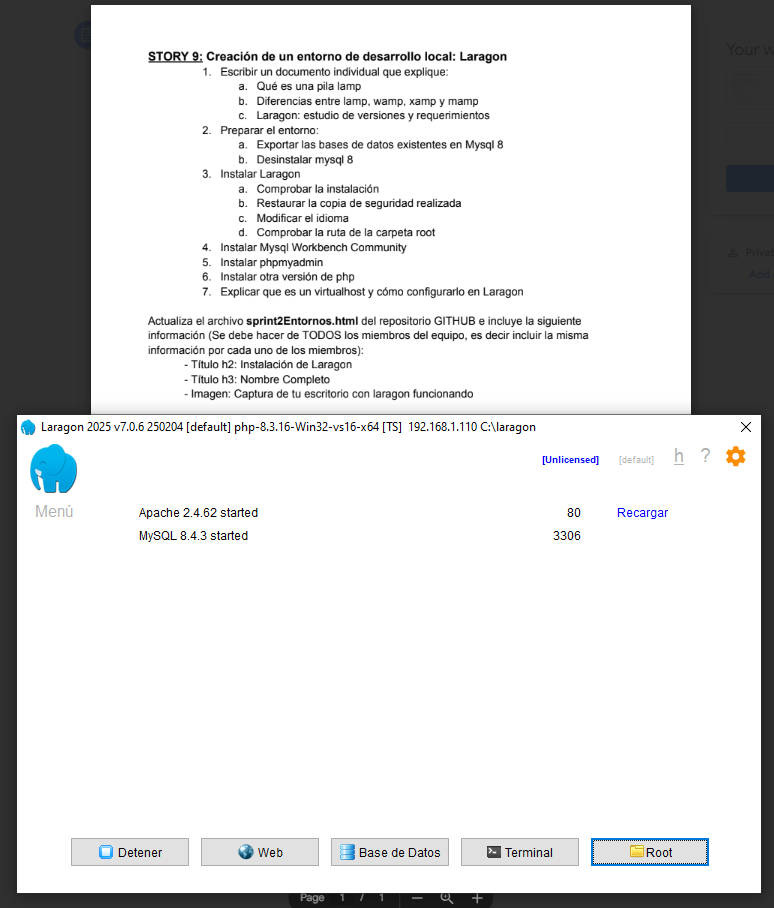 Your w
STORY 9: Creación de un entorno de desarrollo local: Laragon
1. Escribir un documento individual que explique:
a. Qué es una pila lamp
b. Diferencias entre lamp, wamp, xamp y mamp
c. Laragon: estudio de versiones y requerimientos
2. Preparar el entorno:
a. Exportar las bases de datos existentes en Mysql 8
b. Desinstalar mysql 8
3. Instalar Laragon
a. Comprobar la instalación
b. Restaurar la copia de seguridad realizada
c. Modificar el idioma
d. Comprobar la ruta de la carpeta root
4. Instalar Mysql Workbench Community
5. Instalar phpmyadmin
6. Instalar otra versión de php
7. Explicar que es un virtualhost y cómo configurarlo en Laragon
Privat
Add
Actualiza el archivo sprint2Entornos.html del repositorio GITHUB e incluye la siguiente
información (Se debe hacer de TODOS los miembros del equipo, es decir incluir la misma
información por cada uno de los miembros):
- Título h2: Instalación de Laragon
- Título h3: Nombre Completo
- Imagen: Captura de tu escritorio con laragon funcionando
Laragon 2025 v7.0.6 250204 [default] php-8.3.16-Win32-vs16-x64 [TS] 192.168.1.110 C:\laragon
[Unlicensed] [default] h ?
Menú
Apache 2.4.62 started 80 Recargar
MySQL 8.4.3 started 3306
Detener Web Base de Datos Terminal Root
Page 1 / 1